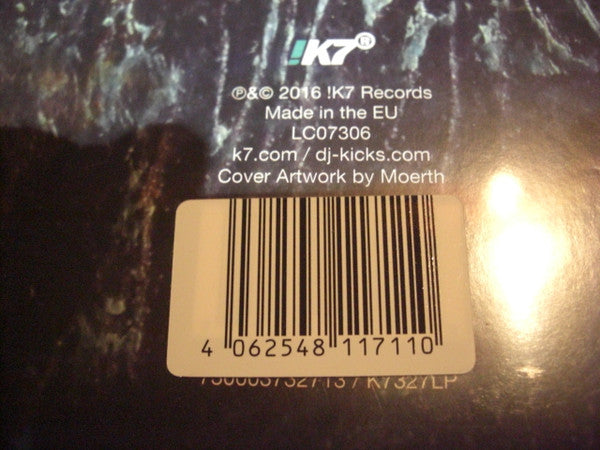 !K7®
℗&© 2016 !K7 Records
Made in the EU
LC07306
k7.com / dj-kicks.com
Cover Artwork by Moerth
4 062548 117110
730003732713 / K7327LP